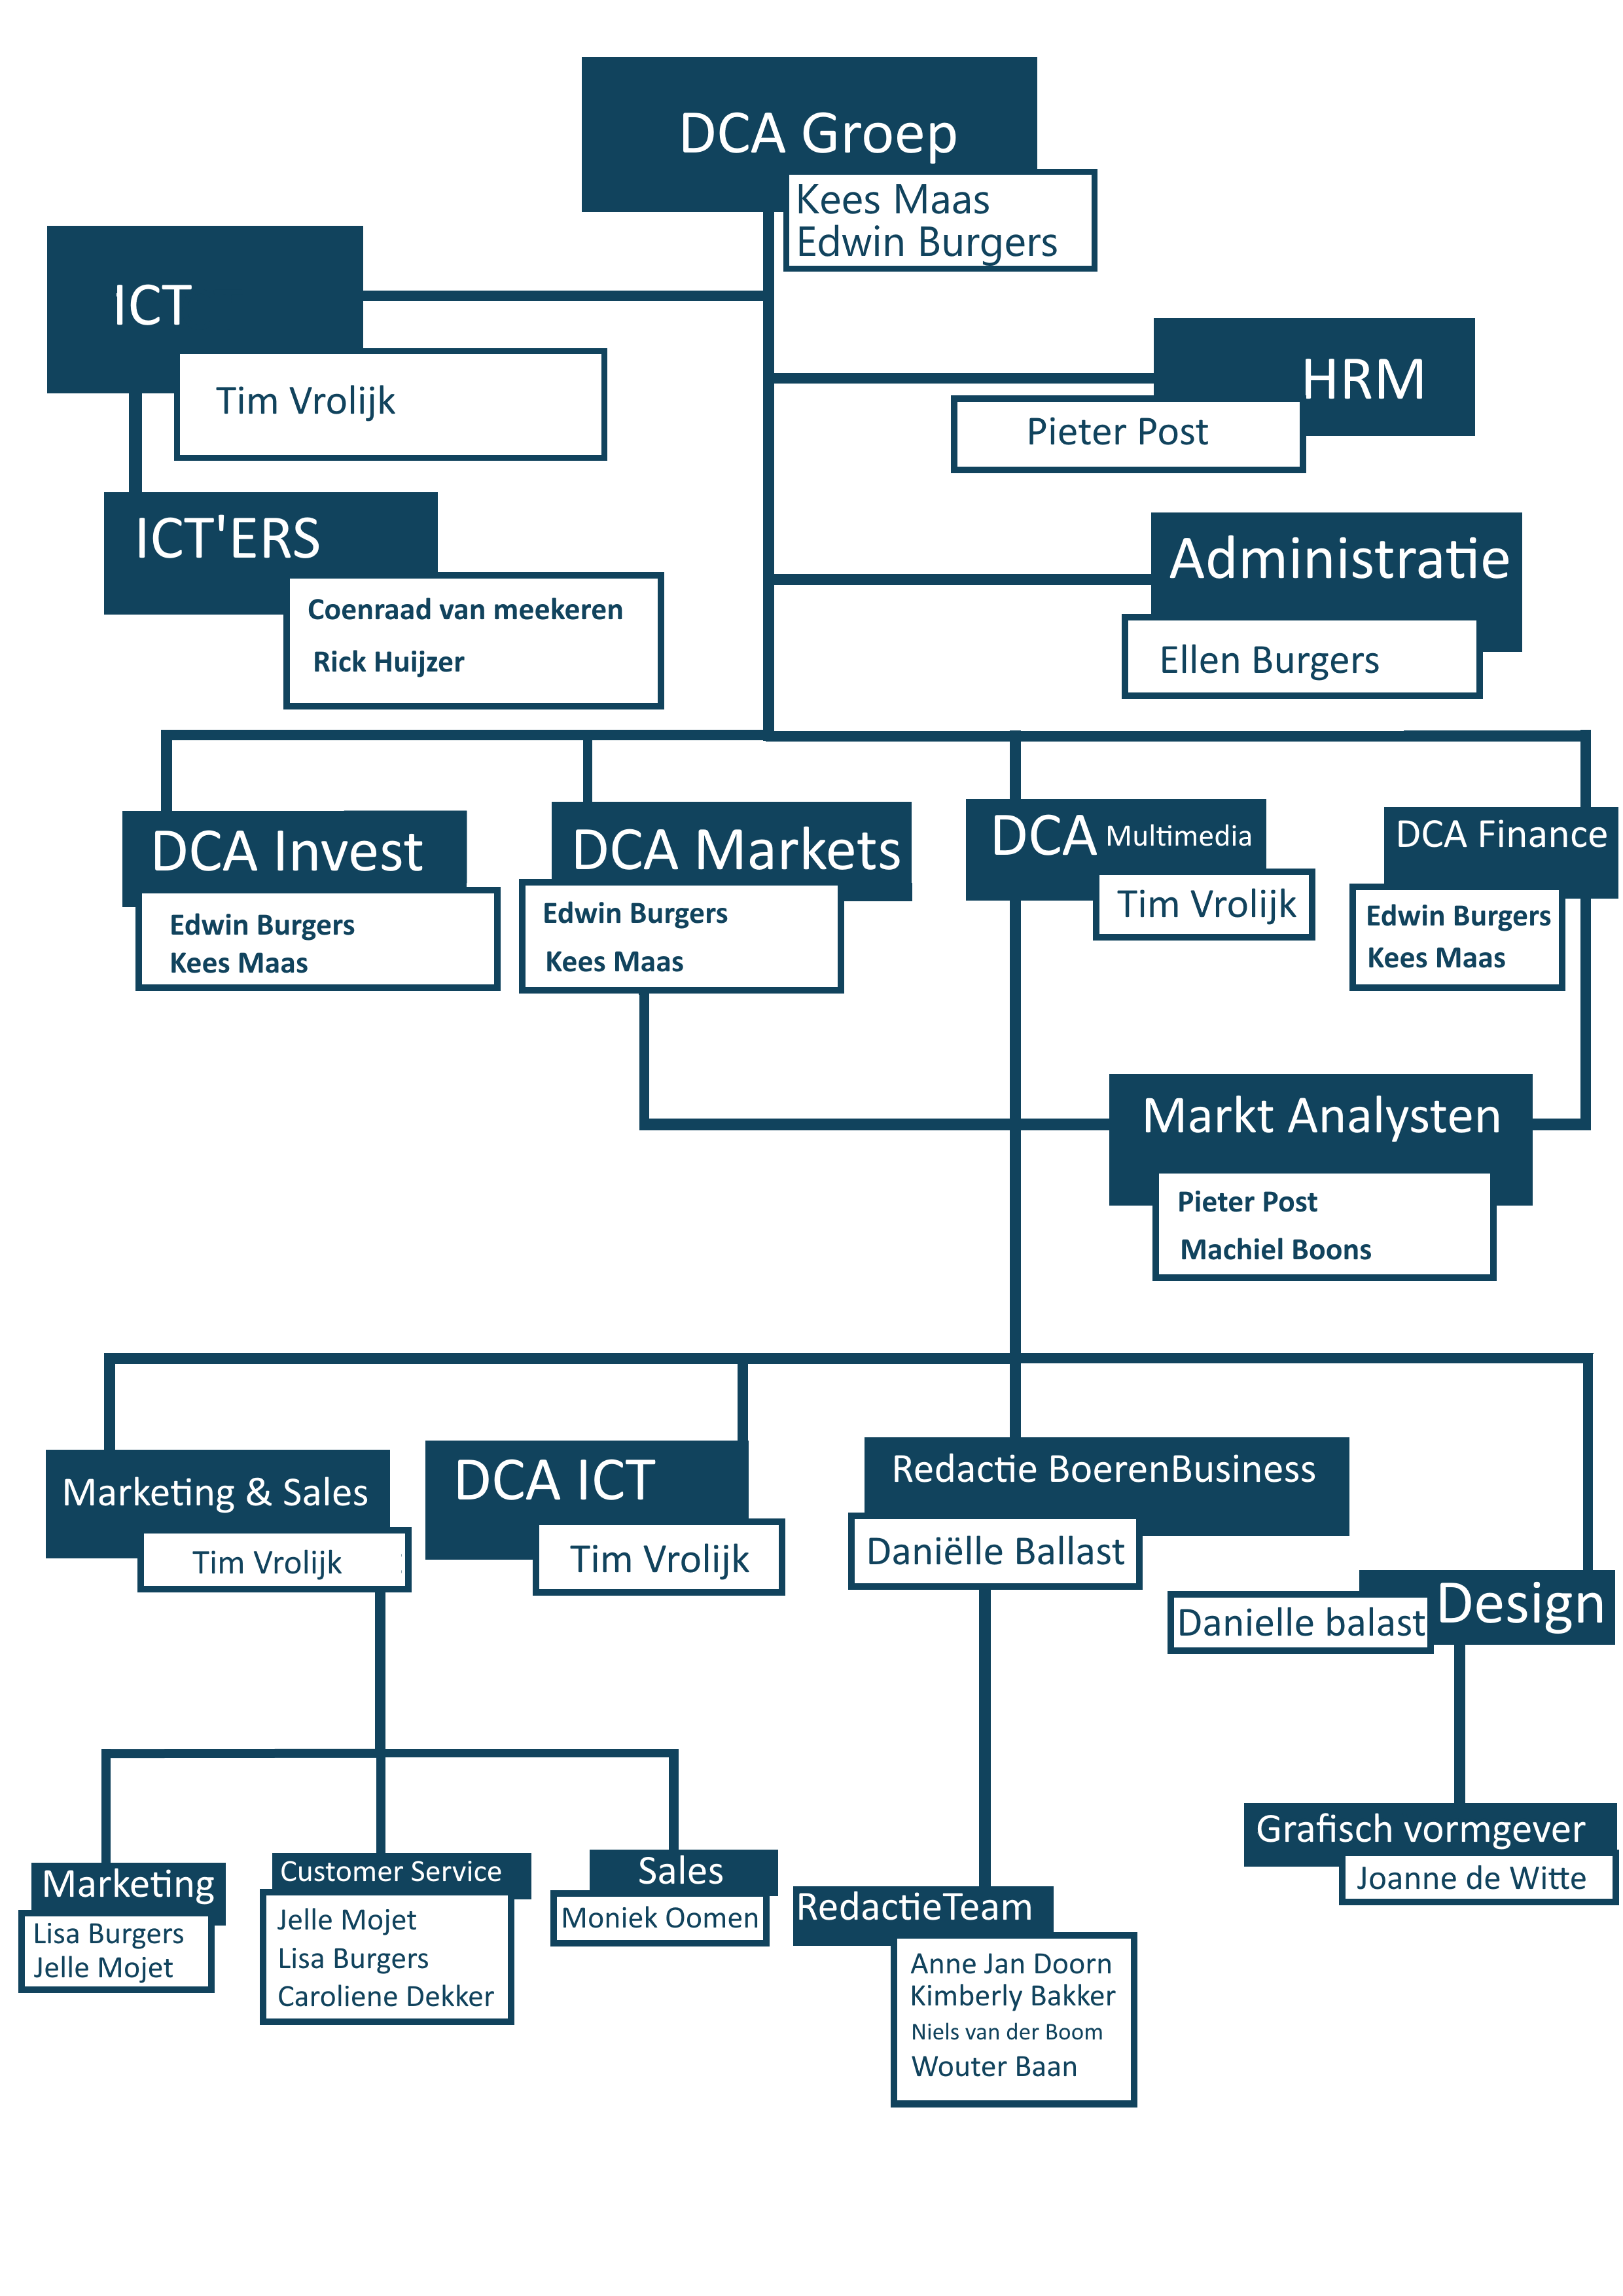 DCA Groep
Kees Maas
Edwin Burgers
ICT
Tim Vrolijk
HRM
Pieter Post
ICT'ERS
Coenraad van meekeren
Rick Huijzer
Administratie
Ellen Burgers
DCA Invest
Edwin Burgers
Kees Maas
DCA Markets
Edwin Burgers
Kees Maas
DCA Multimedia
Tim Vrolijk
DCA Finance
Edwin Burgers
Kees Maas
Markt Analysten
Pieter Post
Machiel Boons
Marketing & Sales
Tim Vrolijk
DCA ICT
Tim Vrolijk
Redactie BoerenBusiness
Daniëlle Ballast
Design
Danielle balast
Marketing
Lisa Burgers
Jelle Mojet
Customer Service
Jelle Mojet
Lisa Burgers
Caroliene Dekker
Sales
Moniek Oomen
RedactieTeam
Anne Jan Doorn
Kimberly Bakker
Niels van der Boom
Wouter Baan
Grafisch vormgever
Joanne de Witte